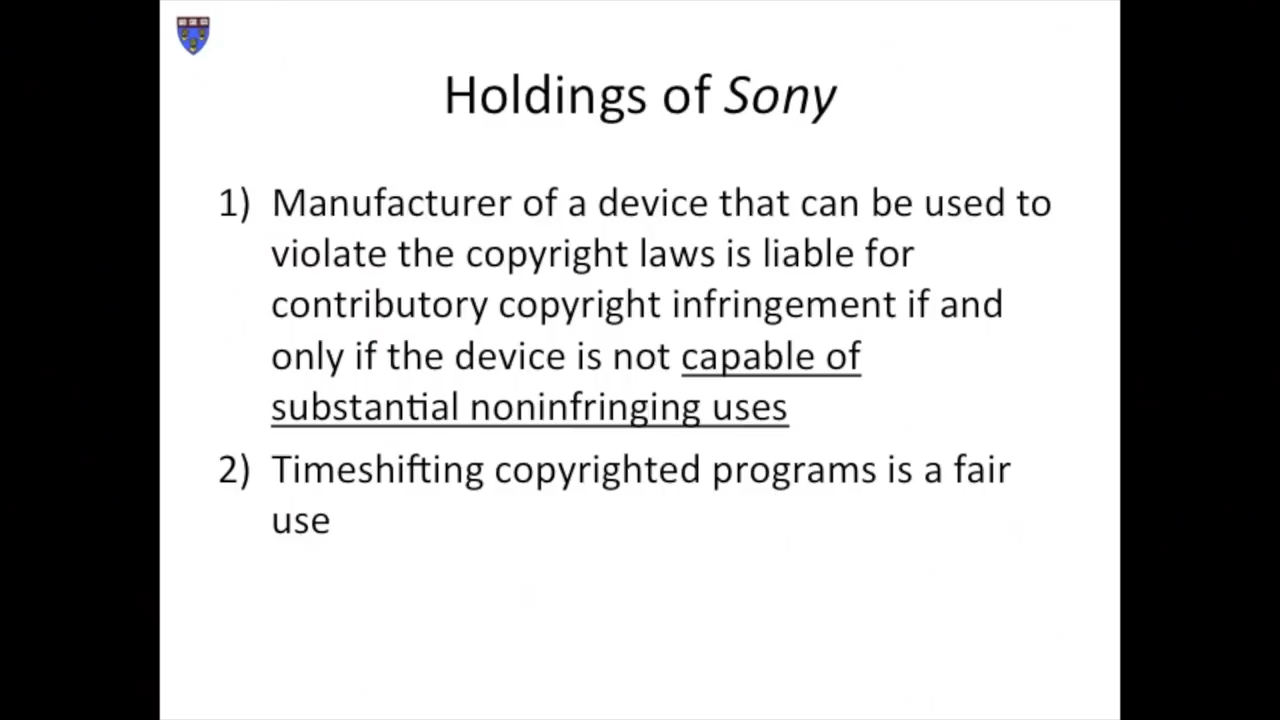 Holdings of Sony
1) Manufacturer of a device that can be used to
violate the copyright laws is liable for
contributory copyright infringement if and
only if the device is not capable of
substantial noninfringing uses
2) Timeshifting copyrighted programs is a fair
use